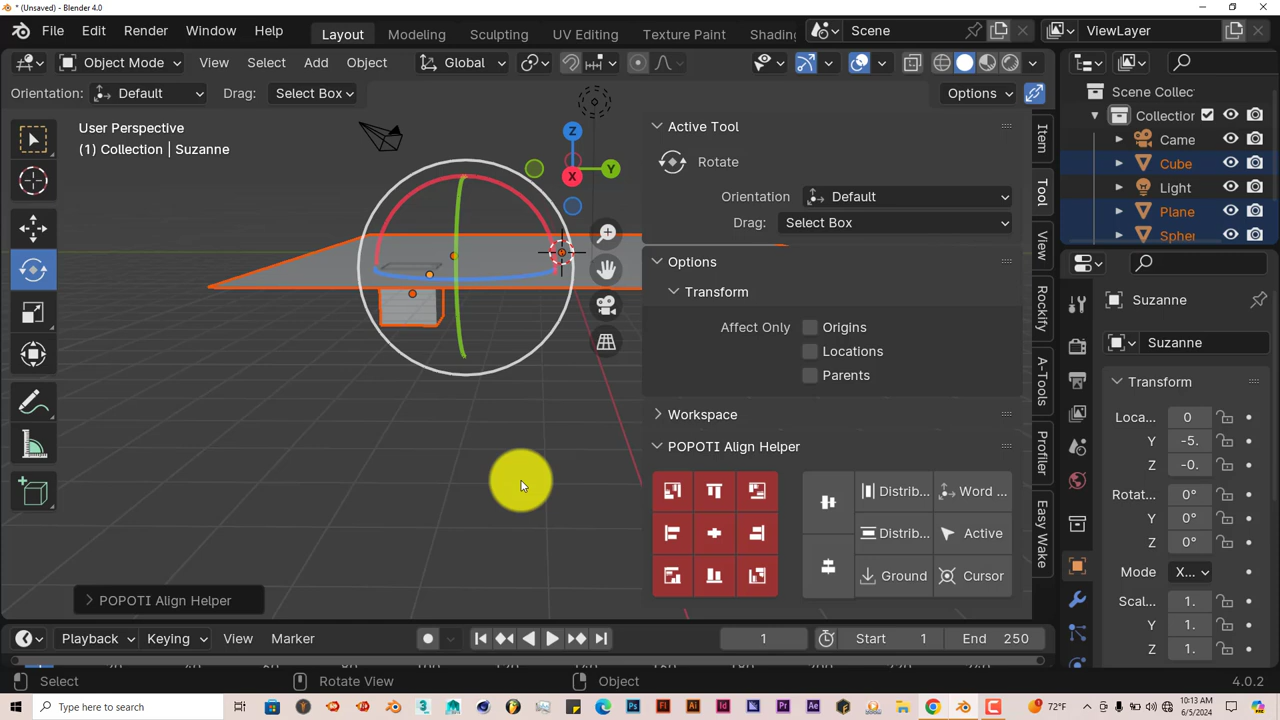 * (Unsaved) - Blender 4.0
File Edit Render Window Help Layout Modeling Sculpting UV Editing Texture Paint Shading Scene ViewLayer
Object Mode View Select Add Object Global
Orientation: Default Drag: Select Box Options
User Perspective
(1) Collection | Suzanne
Z
Y
X
Active Tool
Rotate
Orientation Default
Drag: Select Box
Options
Transform
Affect Only Origins
Locations
Parents
Workspace
POPOTI Align Helper
Distrib... Word ...
Distrib... Active
Ground Cursor
Item
Tool
View
Rockify
A-Tools
Profiler
Easy Wake
Scene Collec
Collection
Came
Cube
Light
Plane
Spher
Suzanne
Suzanne
Transform
Loca... 0
Y -5.
Z -0.
Rotat... 0°
Y 0°
Z 0°
Mode X...
Scal... 1.
Y 1.
Z 1.
POPOTI Align Helper
Playback Keying View Marker 1 Start 1 End 250
Select Rotate View Object 4.0.2
Type here to search 72°F 10:13 AM
6/5/2024